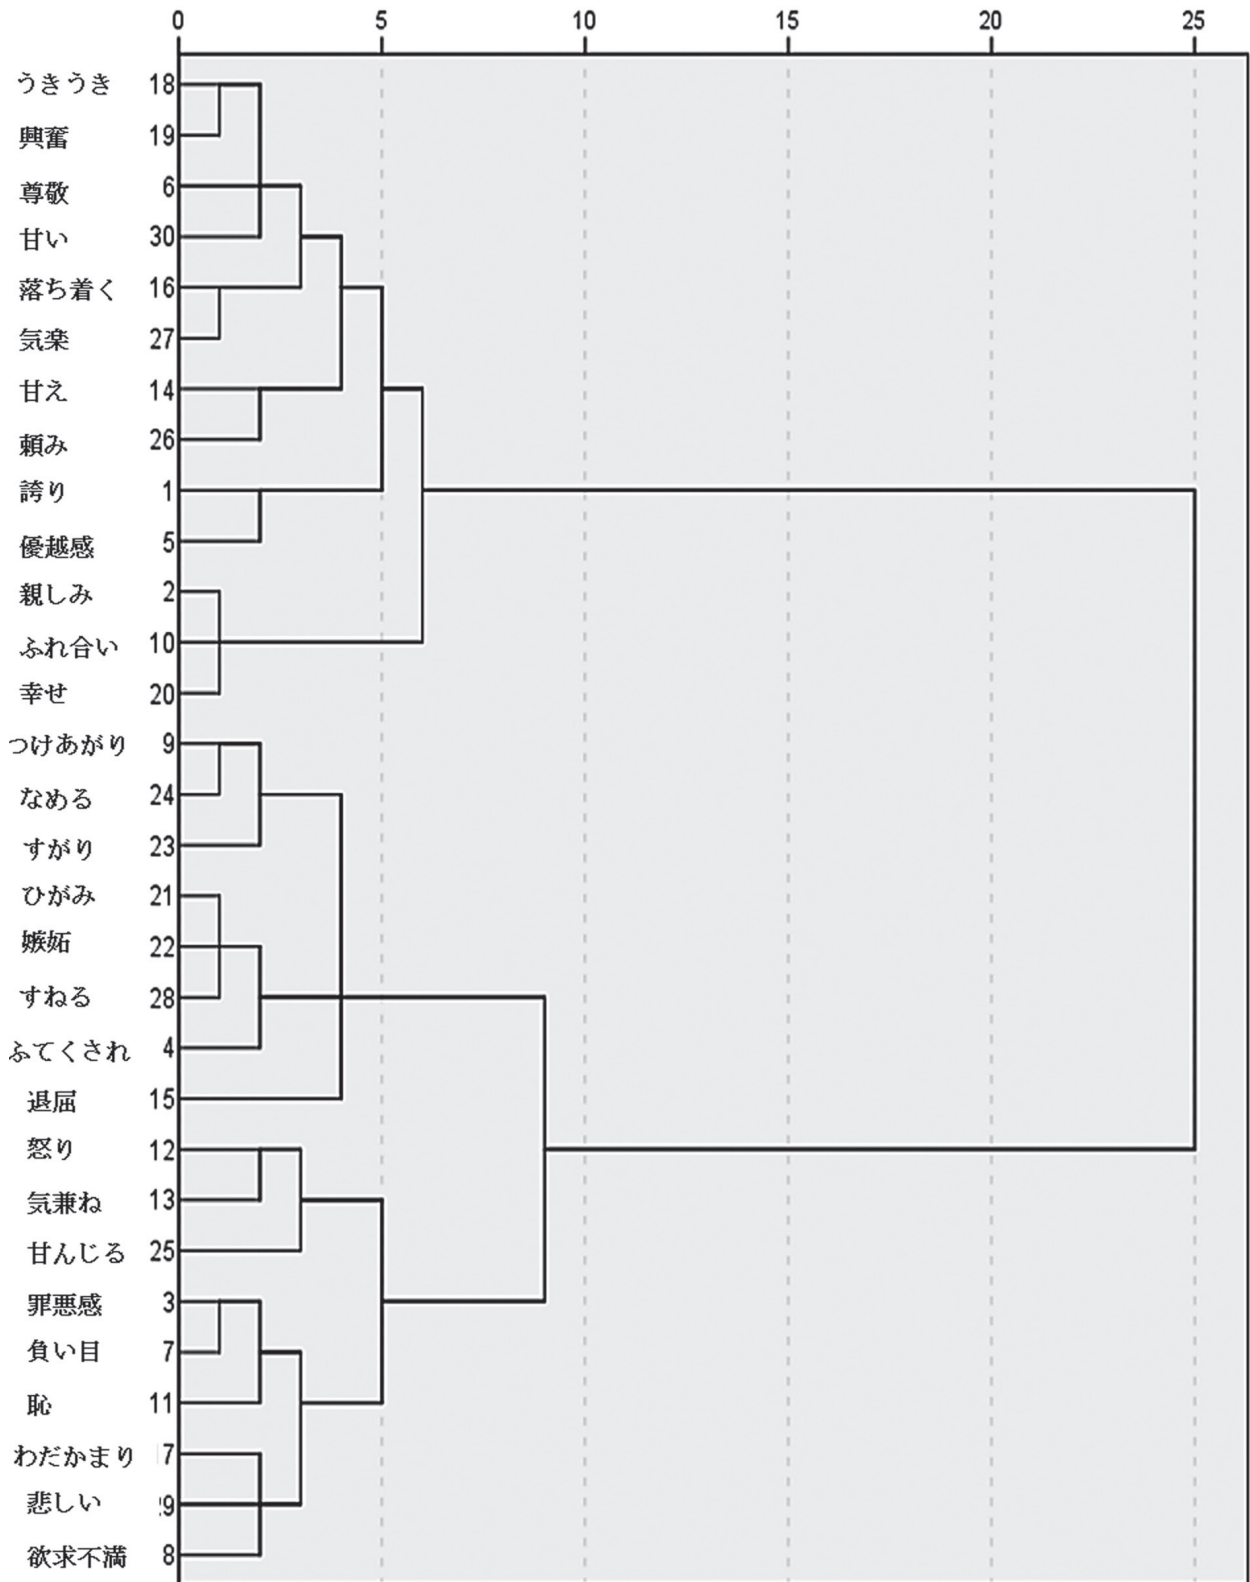 0 5 10 15 20 25
うきうき 18
興奮 19
尊敬 6
甘い 30
落ち着く 16
気楽 27
甘え 14
頼み 26
誇り 1
優越感 5
親しみ 2
ふれ合い 10
幸せ 20
つけあがり 9
なめる 24
すがり 23
ひがみ 21
嫉妬 22
すねる 28
ふてくされ 4
退屈 15
怒り 12
気兼ね 13
甘んじる 25
罪悪感 3
負い目 7
恥 11
わだかまり 7
悲しい 9
欲求不満 8